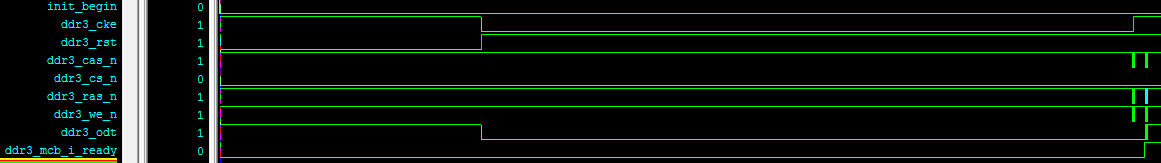 init_begin 0
ddr3_cke 1
ddr3_rst 1
ddr3_cas_n 1
ddr3_cs_n 0
ddr3_ras_n 1
ddr3_we_n 1
ddr3_odt 1
ddr3_mcb_i_ready 0